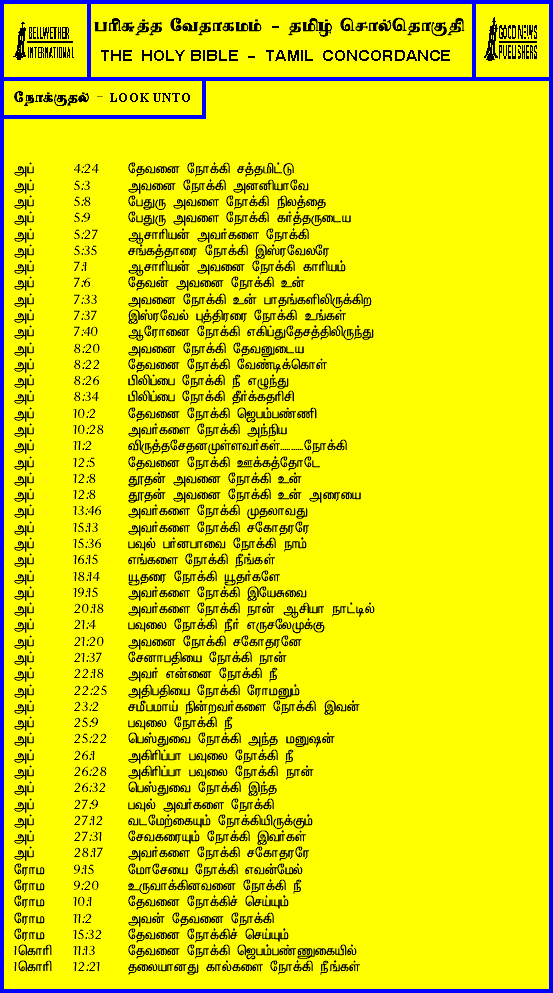 BELLWETHER
INTERNATIONAL
பரிசுத்த வேதாகமம் – தமிழ் சொல்தொகுதி
THE HOLY BIBLE – TAMIL CONCORDANCE
GOOD NEWS
PUBLISHERS
நோக்குதல் – LOOK UNTO
அப் 4:24 தேவனை நோக்கி சத்தமிட்டு
அப் 5:3 அவனை நோக்கி அனனியாவே
அப் 5:8 பேதுரு அவளை நோக்கி நிலத்தை
அப் 5:9 பேதுரு அவளை நோக்கி கர்த்தருடைய
அப் 5:27 ஆசாரியன் அவர்களை நோக்கி
அப் 5:35 சங்கத்தாரை நோக்கி இஸ்ரவேலரே
அப் 7:1 ஆசாரியன் அவனை நோக்கி காரியம்
அப் 7:6 தேவன் அவனை நோக்கி உன்
அப் 7:33 அவனை நோக்கி உன் பாதங்களிலிருக்கிற
அப் 7:37 இஸ்ரவேல் புத்திரரை நோக்கி உங்கள்
அப் 7:40 ஆரோனை நோக்கி எகிப்துதேசத்திலிருந்து
அப் 8:20 அவனை நோக்கி தேவனுடைய
அப் 8:22 தேவனை நோக்கி வேண்டிக்கொள்
அப் 8:26 பிலிப்பை நோக்கி நீ எழுந்து
அப் 8:34 பிலிப்பை நோக்கி தீர்க்கதரிசி
அப் 10:2 தேவனை நோக்கி ஜெபம்பண்ணி
அப் 10:28 அவர்களை நோக்கி அந்நிய
அப் 11:2 விருத்தசேதனமுள்ளவர்கள்..........நோக்கி
அப் 12:5 தேவனை நோக்கி ஊக்கத்தோடே
அப் 12:8 தூதன் அவனை நோக்கி உன்
அப் 12:8 தூதன் அவனை நோக்கி உன் அரையை
அப் 13:46 அவர்களை நோக்கி முதலாவது
அப் 15:13 அவர்களை நோக்கி சகோதரரே
அப் 15:36 பவுல் பர்னபாவை நோக்கி நாம்
அப் 16:15 எங்களை நோக்கி நீங்கள்
அப் 18:14 யூதரை நோக்கி யூதர்களே
அப் 19:15 அவர்களை நோக்கி இயேசுவை
அப் 20:18 அவர்களை நோக்கி நான் ஆசியா நாட்டில்
அப் 21:4 பவுலை நோக்கி நீர் எருசலேமுக்கு
அப் 21:20 அவனை நோக்கி சகோதரனே
அப் 21:37 சேனாபதியை நோக்கி நான்
அப் 22:18 அவர் என்னை நோக்கி நீ
அப் 22:25 அதிபதியை நோக்கி ரோமனும்
அப் 23:2 சமீபமாய் நின்றவர்களை நோக்கி இவன்
அப் 25:9 பவுலை நோக்கி நீ
அப் 25:22 பெஸ்துவை நோக்கி அந்த மனுஷன்
அப் 26:1 அகிரிப்பா பவுலை நோக்கி நீ
அப் 26:28 அகிரிப்பா பவுலை நோக்கி நான்
அப் 26:32 பெஸ்துவை நோக்கி இந்த
அப் 27:9 பவுல் அவர்களை நோக்கி
அப் 27:12 வடமேற்கையும் நோக்கியிருக்கும்
அப் 27:31 சேவகரையும் நோக்கி இவர்கள்
அப் 28:17 அவர்களை நோக்கி சகோதரரே
ரோம 9:15 மோசேயை நோக்கி எவன்மேல்
ரோம 9:20 உருவாக்கினவனை நோக்கி நீ
ரோம 10:1 தேவனை நோக்கிச் செய்யும்
ரோம 11:2 அவன் தேவனை நோக்கி
ரோம 15:32 தேவனை நோக்கிச் செய்யும்
1கொரி 11:13 தேவனை நோக்கி ஜெபம்பண்ணுகையில்
1கொரி 12:21 தலையானது கால்களை நோக்கி நீங்கள்